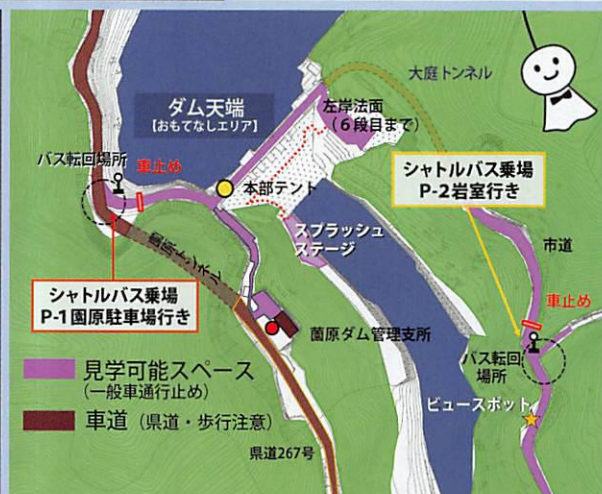 大庭トンネル
ダム天端
【おもてなしエリア】
左岸法面
(6段目まで)
バス転回場所
車止め
本部テント
シャトルバス乗場
P-2岩室行き
スプラッシュ
ステージ
市道
薗原トンネル
シャトルバス乗場
P-1薗原駐車場行き
車止め
薗原ダム管理支所
バス転回
場所
見学可能スペース
(一般車通行止め)
ビュースポット
車道(県道・歩行注意)
県道267号